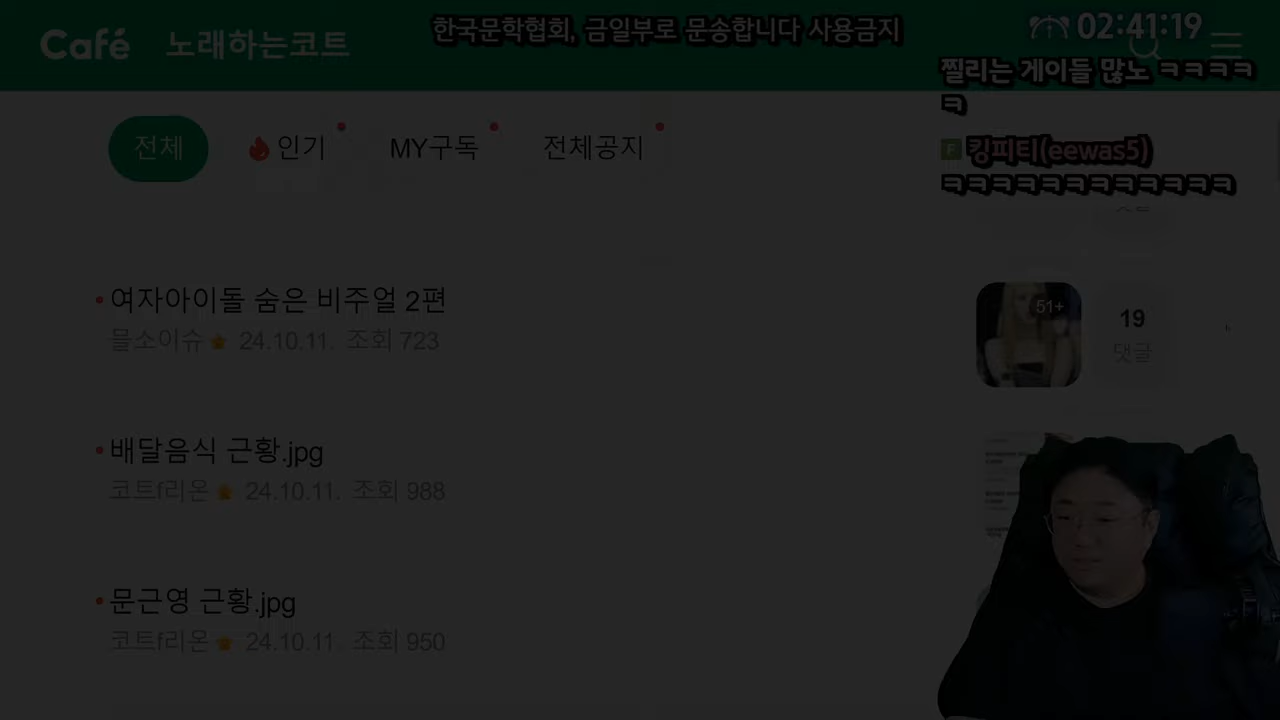 Café 노래하는코트
한국문학협회, 금일부로 문송합니다 사용금지
02:41:19
찔리는 게이들 많노 ㅋㅋㅋㅋ
ㅋ
F 킹피티(eewas5)
ㅋㅋㅋㅋㅋㅋㅋㅋㅋㅋㅋㅋ
전체 인기 MY구독 전체공지
여자아이돌 숨은 비주얼 2편
믈소이슈 24.10.11. 조회 723
51+
19
댓글
배달음식 근황.jpg
코트f리온 24.10.11. 조회 988
문근영 근황.jpg
코트f리온 24.10.11. 조회 950